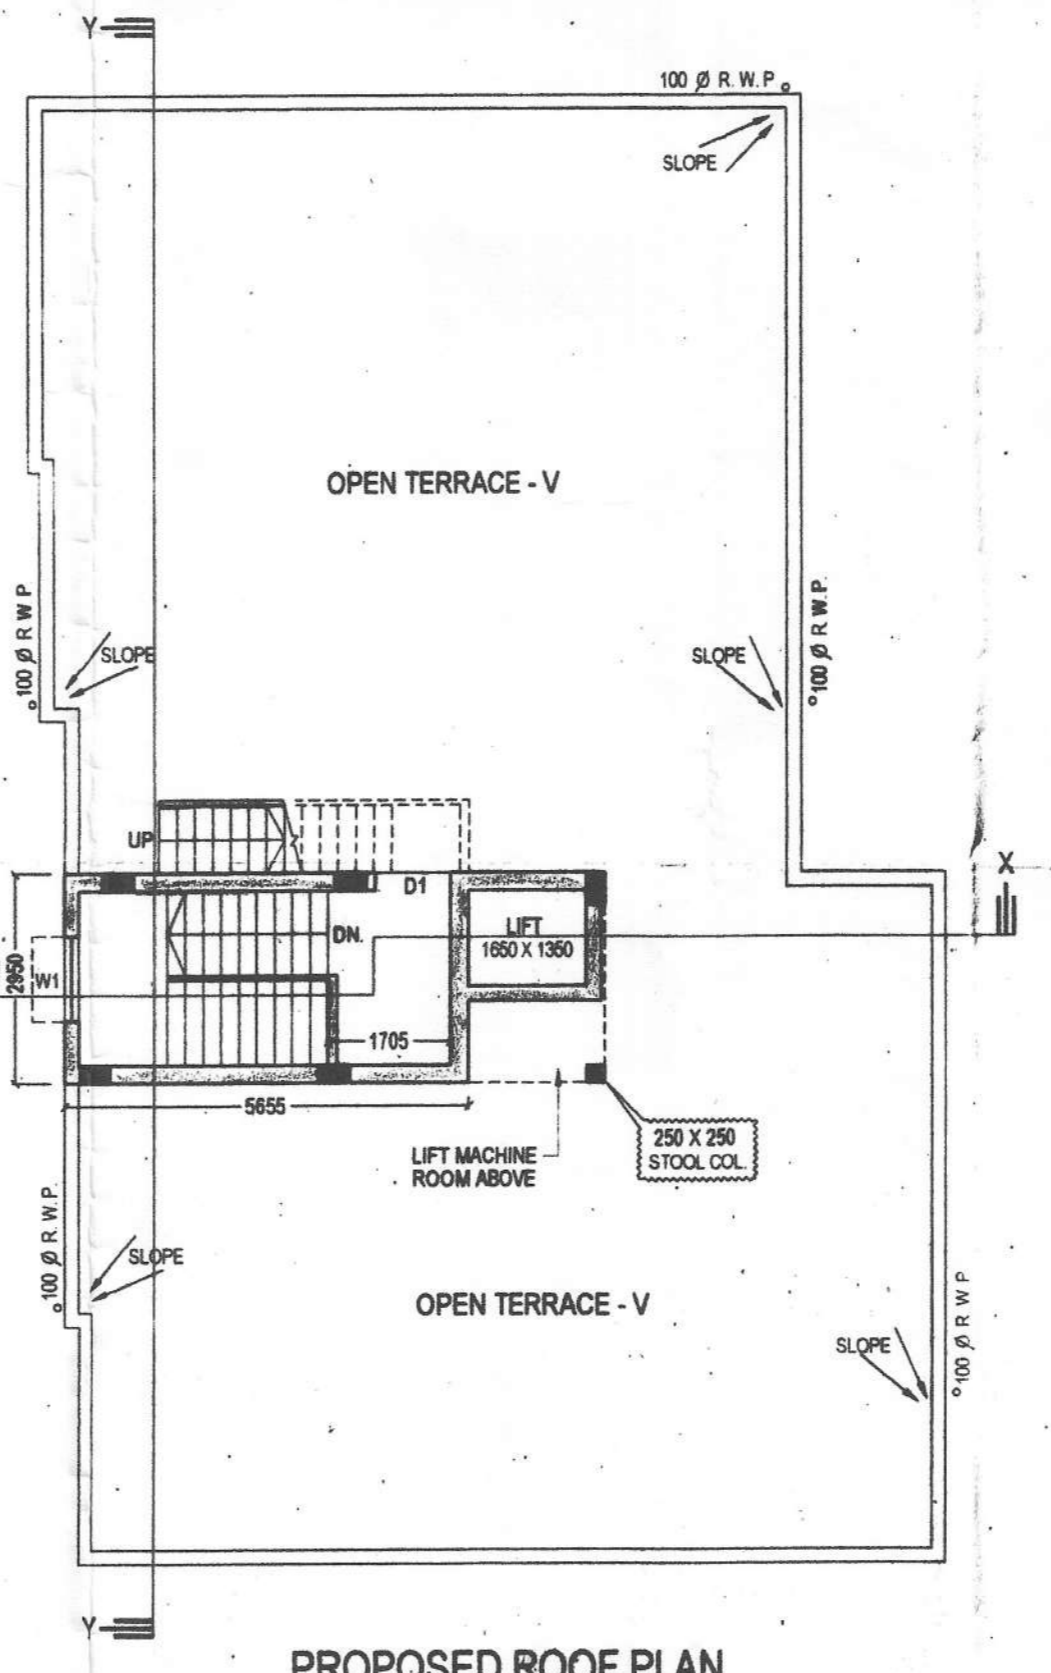 Y
100 Ø R.W.P
SLOPE
OPEN TERRACE - V
100 Ø R W P
SLOPE
SLOPE
100 Ø R.W.P.
UP
D1
X
LIFT
1650 X 1350
DN.
2950
W1
1705
5655
250 X 250
STOOL COL.
LIFT MACHINE
ROOM ABOVE
100 Ø R.W.P.
SLOPE
OPEN TERRACE - V
SLOPE
100 Ø R W P
Y
PROPOSED ROOF PLAN